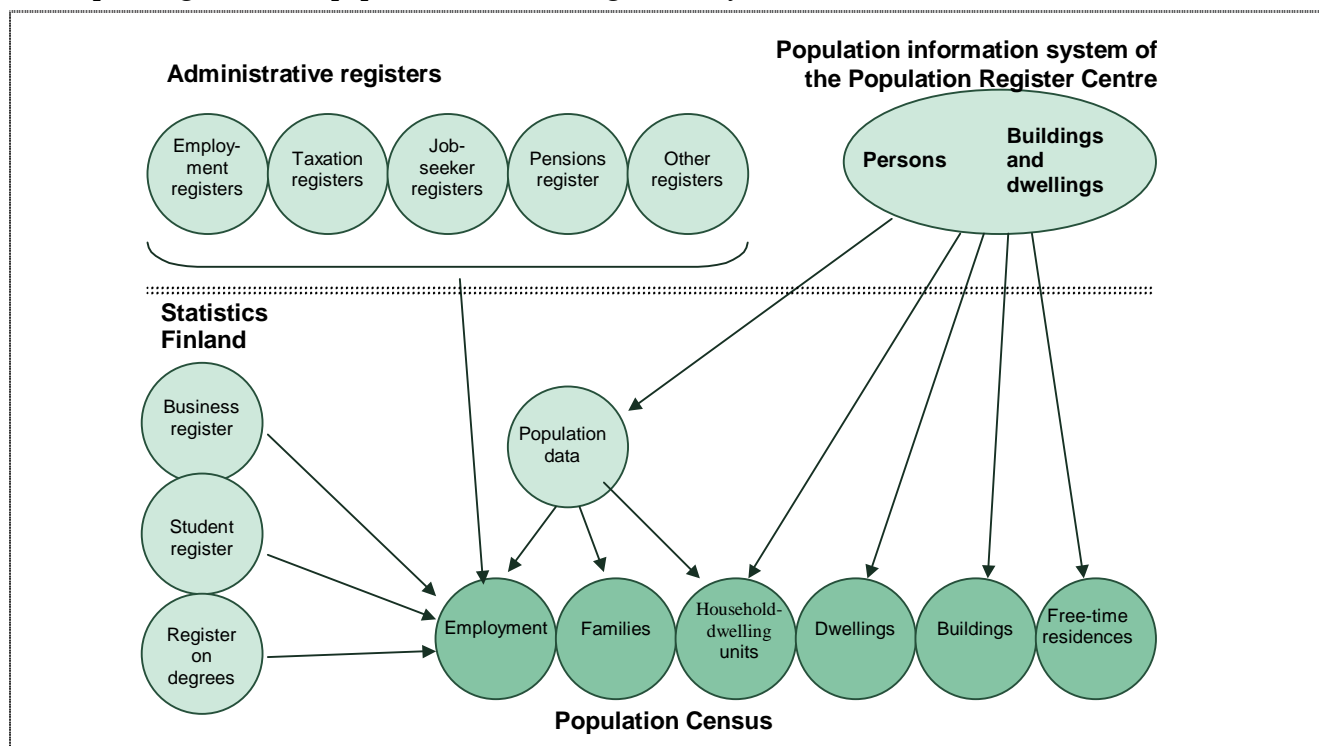 Administrative registers
Population information system of
the Population Register Centre
Employ-
ment
registers
Taxation
registers
Job-
seeker
registers
Pensions
register
Other
registers
Persons
Buildings
and
dwellings
Statistics
Finland
Business
register
Student
register
Register
on
degrees
Population
data
Employment
Families
Household-
dwelling
units
Dwellings
Buildings
Free-time
residences
Population Census